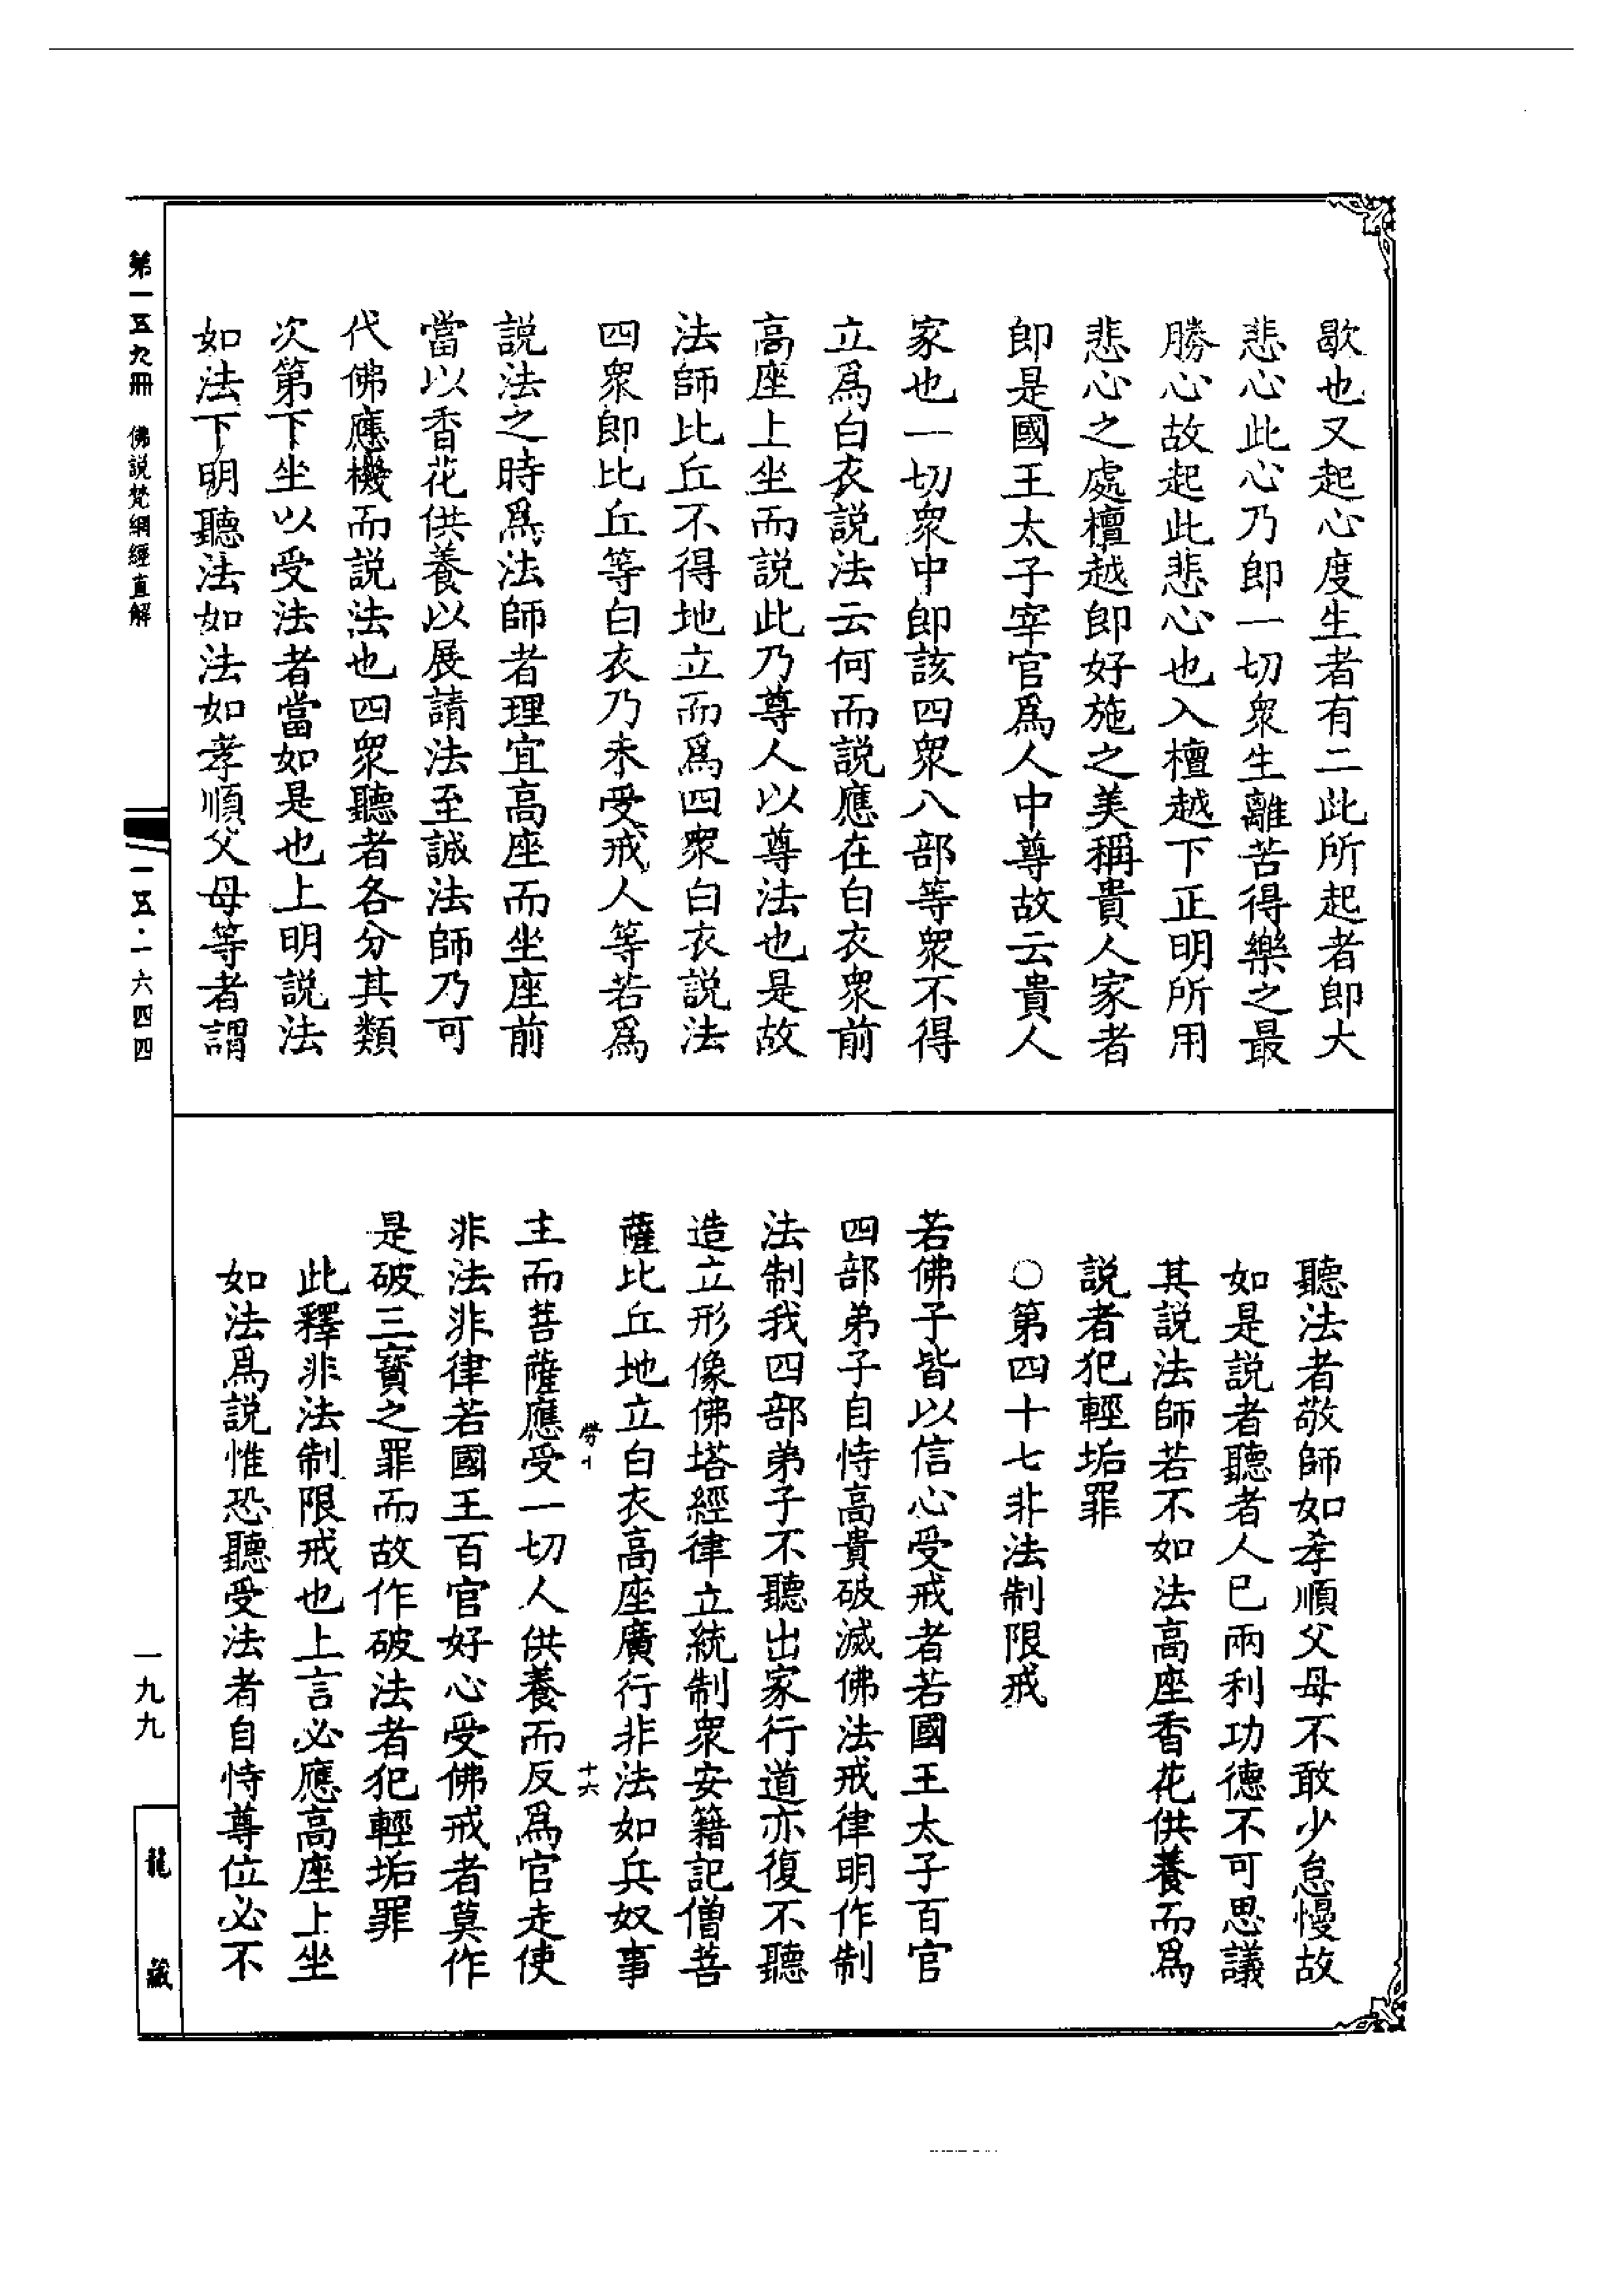 歇也又起心度生者有二此所起者即大
悲心此心乃即一切衆生離苦得樂之最
勝心故起此悲心也入檀越下正明所用
悲心之處檀越即好施之美稱貴人家者
即是國王太子宰官爲人中尊故云貴人
家也一切衆中即該四衆八部等衆不得
立爲白衣説法云何而説應在白衣衆前
高座上坐而説此乃尊人以尊法也是故
法師比丘不得地立而爲四衆白衣説法
四衆即比丘等白衣乃未受戒人等若爲
説法之時爲法師者理宜高座而坐座前
當以香花供養以展請法至誠法師乃可
代佛應機而説法也四衆聽者各分其類
次第下坐以受法者當如是也上明説法
如法下明聽法如法如孝順父母等者謂
聽法者敬師如孝順父母不敢少怠慢故
如是説者聽者人已兩利功德不可思議
其説法師若不如法高座香花供養而爲
説者犯輕垢罪
○第四十七非法制限戒
若佛子皆以信心受戒者若國王太子百官
四部弟子自恃高貴破滅佛法戒律明作制
法制我四部弟子不聽出家行道亦復不聽
造立形像佛塔經律立統制衆安籍記僧菩
薩比丘地立白衣高座廣行非法如兵奴事
勞
十六
主而菩薩應受一切人供養而反爲官走使
非法非律若國王百官好心受佛戒者莫作
是破三寶之罪而故作破法者犯輕垢罪
此釋非法制限戒也上言必應高座上坐
如法爲説惟恐聽受法者自恃尊位必不
第一五九冊 佛説梵網經直解
一五·一六四四
一九九
龍藏